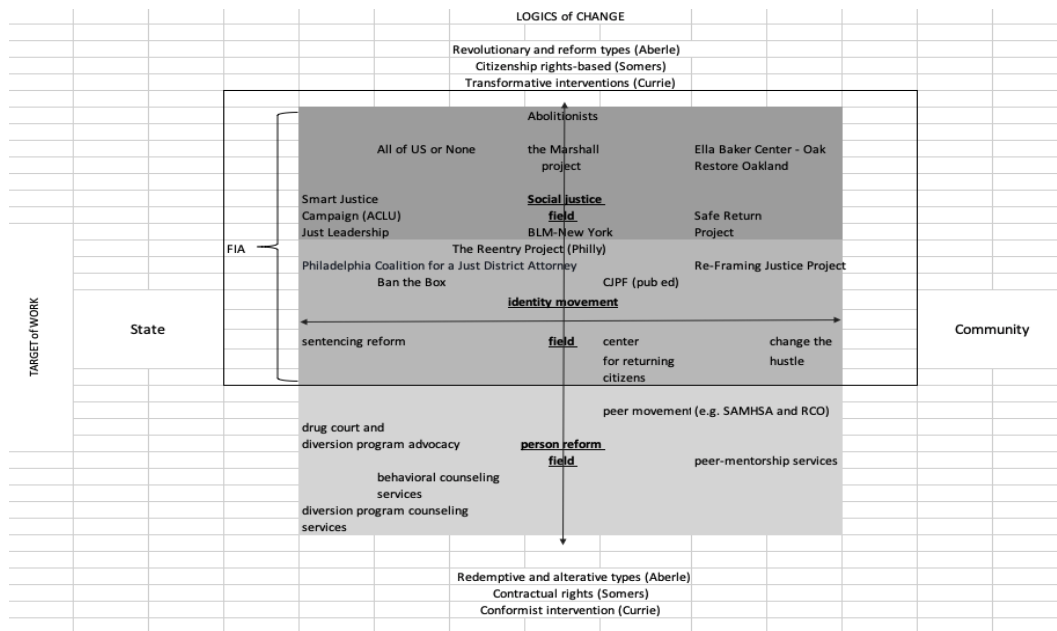 LOGICS of CHANGE
Revolutionary and reform types (Aberle)
Citizenship rights-based (Somers)
Transformative interventions (Currie)
Abolitionists
All of US or None
the Marshall
project
Ella Baker Center - Oak
Restore Oakland
Smart Justice
Campaign (ACLU)
Just Leadership
Social justice
field
BLM-New York
Safe Return
Project
FIA
The Reentry Project (Philly)
Philadelphia Coalition for a Just District Attorney
Re-Framing Justice Project
Ban the Box
CJPF (pub ed)
identity movement
TARGET of WORK
State
Community
sentencing reform
field
center
for returning
citizens
change the
hustle
peer movement (e.g. SAMHSA and RCO)
drug court and
diversion program advocacy
person reform
field
peer-mentorship services
behavioral counseling
services
diversion program counseling
services
Redemptive and alterative types (Aberle)
Contractual rights (Somers)
Conformist intervention (Currie)